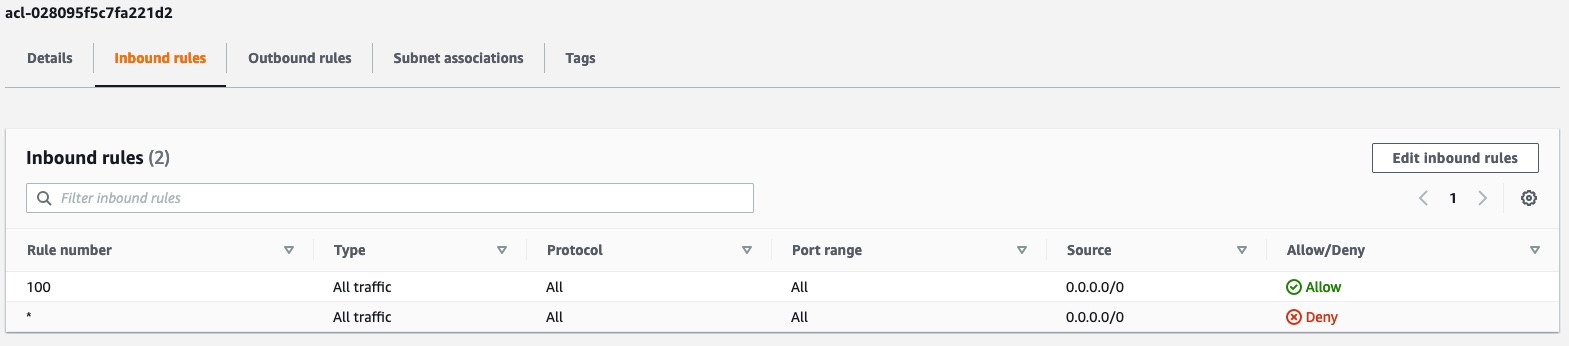 acl-028095f5c7fa221d2
Details Inbound rules Outbound rules Subnet associations Tags
Inbound rules (2) Edit inbound rules
Filter inbound rules 1
Rule number Type Protocol Port range Source Allow/Deny
100 All traffic All All 0.0.0.0/0 Allow
* All traffic All All 0.0.0.0/0 Deny